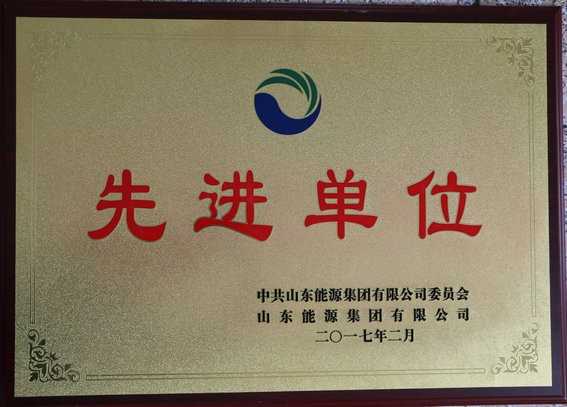 先进单位
中共山东能源集团有限公司委员会
山东能源集团有限公司
二〇一七年二月